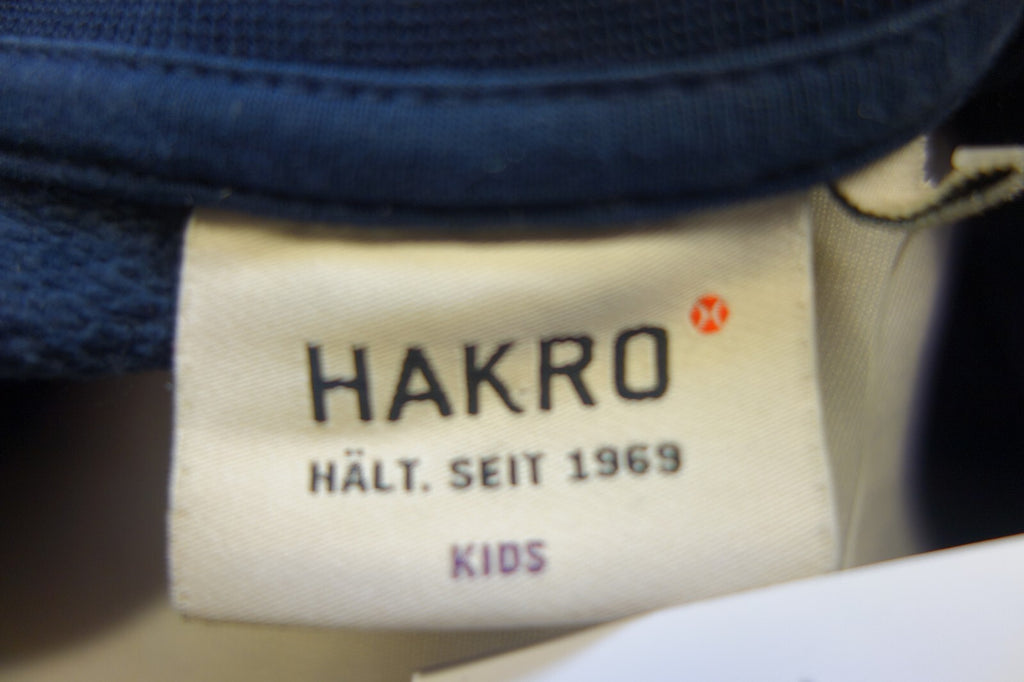 HAKRO
HÄLT. SEIT 1969
KIDS